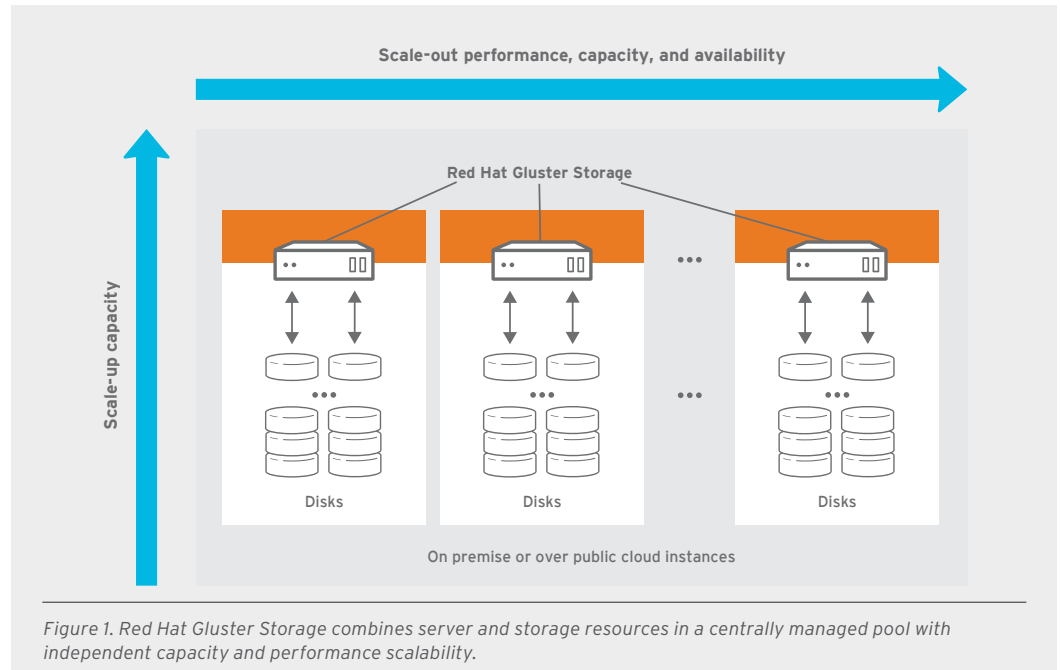 Scale-out performance, capacity, and availability
Scale-up capacity
Red Hat Gluster Storage
•••
•••
•••
•••
•••
Disks
Disks
Disks
On premise or over public cloud instances
Figure 1. Red Hat Gluster Storage combines server and storage resources in a centrally managed pool with
independent capacity and performance scalability.